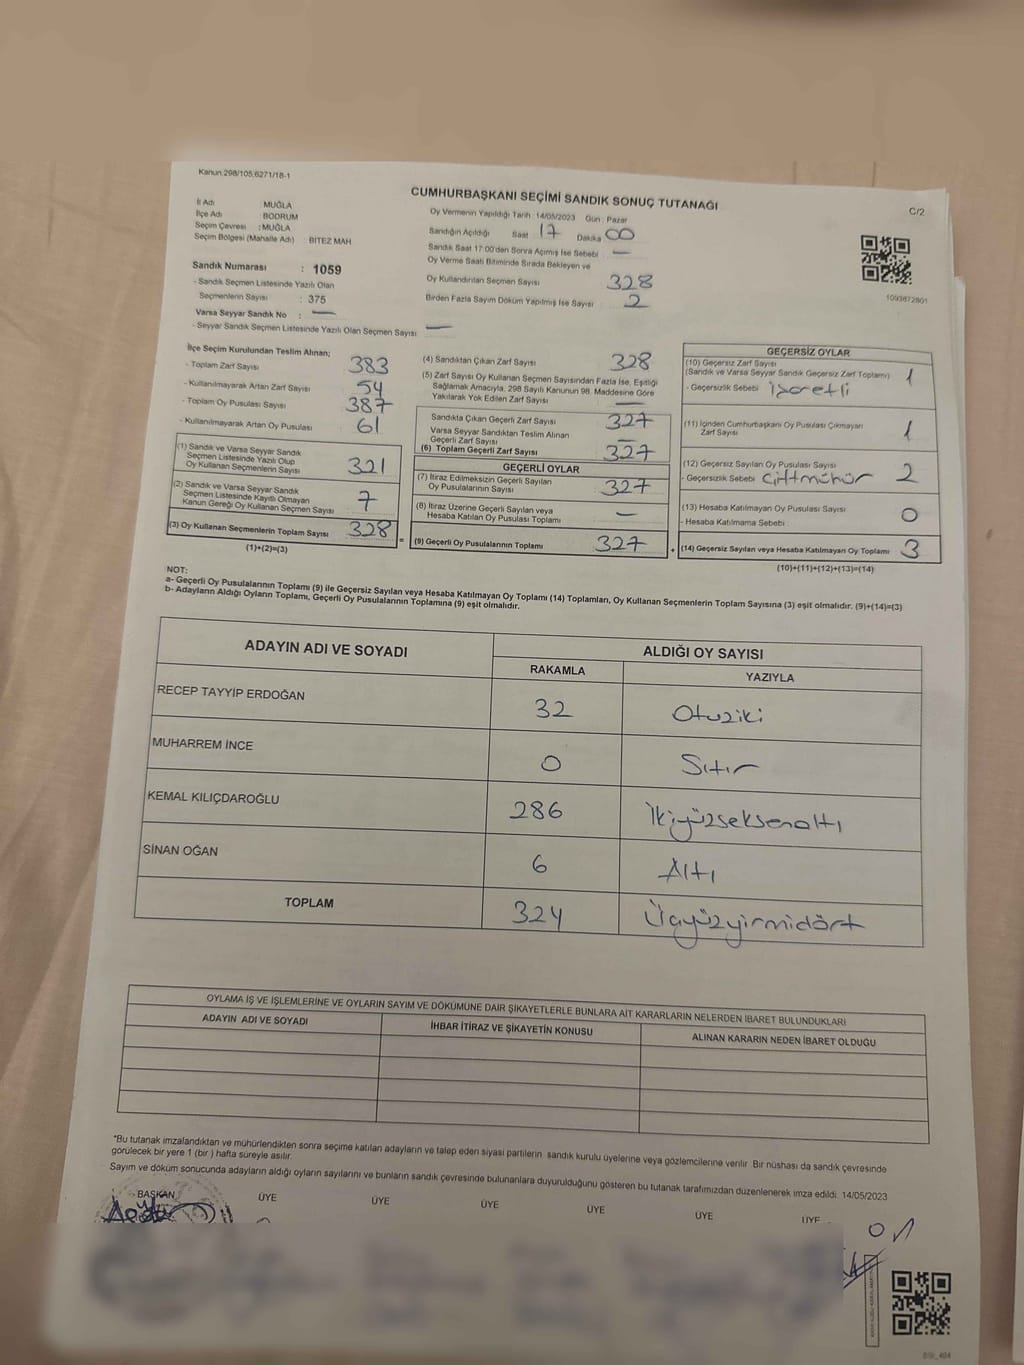 Kanun.298/105,6271/18-1
CUMHURBAŞKANI SEÇİMİ SANDIK SONUÇ TUTANAĞI
C/2
İl Adı : MUĞLA
İlçe Adı : BODRUM
Seçim Çevresi : MUĞLA
Seçim Bölgesi (Mahalle Adı) : BİTEZ MAH
Sandık Numarası : 1059
- Sandık Seçmen Listesinde Yazılı Olan
Seçmenlerin Sayısı : 375
Varsa Seyyar Sandık No : —
- Seyyar Sandık Seçmen Listesinde Yazılı Olan Seçmen Sayısı —
Oy Vermenin Yapıldığı Tarih : 14/05/2023 Gün : Pazar
Sandığın Açıldığı Saat 17 Dakika 00
Sandık Saat 17:00'den Sonra Açılmış İse Sebebi —
Oy Verme Saati Bitiminde Sırada Bekleyen ve
Oy Kullandırılan Seçmen Sayısı 328
Birden Fazla Sayım Döküm Yapılmış İse Sayısı 2
1093872801
İlçe Seçim Kurulundan Teslim Alınan;
- Toplam Zarf Sayısı 383
- Kullanılmayarak Artan Zarf Sayısı 54
- Toplam Oy Pusulası Sayısı 387
- Kullanılmayarak Artan Oy Pusulası 61
(1) Sandık ve Varsa Seyyar Sandık
Seçmen Listesinde Yazılı Olup
Oy Kullanan Seçmenlerin Sayısı 321
(2) Sandık ve Varsa Seyyar Sandık
Seçmen Listesinde Kayıtlı Olmayan
Kanun Gereği Oy Kullanan Seçmen Sayısı 7
(3) Oy Kullanan Seçmenlerin Toplam Sayısı 328
(1)+(2)=(3)
(4) Sandıktan Çıkan Zarf Sayısı 328
(5) Zarf Sayısı Oy Kullanan Seçmen Sayısından Fazla İse, Eşitliği
Sağlamak Amacıyla, 298 Sayılı Kanunun 98. Maddesine Göre
Yakılarak Yok Edilen Zarf Sayısı —
Sandıkta Çıkan Geçerli Zarf Sayısı 327
Varsa Seyyar Sandıktan Teslim Alınan
Geçerli Zarf Sayısı —
(6) Toplam Geçerli Zarf Sayısı 327
GEÇERLİ OYLAR
(7) İtiraz Edilmeksizin Geçerli Sayılan
Oy Pusulalarının Sayısı 327
(8) İtiraz Üzerine Geçerli Sayılan veya
Hesaba Katılan Oy Pusulası Toplamı —
= (9) Geçerli Oy Pusulalarının Toplamı 327
GEÇERSİZ OYLAR
(10) Geçersiz Zarf Sayısı
(Sandık ve Varsa Seyyar Sandık Geçersiz Zarf Toplamı) 1
- Geçersizlik Sebebi İşaretli
(11) İçinden Cumhurbaşkanı Oy Pusulası Çıkmayan
Zarf Sayısı 1
(12) Geçersiz Sayılan Oy Pusulası Sayısı 2
- Geçersizlik Sebebi Çiftmühür
(13) Hesaba Katılmayan Oy Pusulası Sayısı 0
- Hesaba Katılmama Sebebi
+ (14) Geçersiz Sayılan veya Hesaba Katılmayan Oy Toplamı 3
(10)+(11)+(12)+(13)=(14)
NOT:
a- Geçerli Oy Pusulalarının Toplamı (9) ile Geçersiz Sayılan veya Hesaba Katılmayan Oy Toplamı (14) Toplamları, Oy Kullanan Seçmenlerin Toplam Sayısına (3) eşit olmalıdır. (9)+(14)=(3)
b- Adayların Aldığı Oyların Toplamı, Geçerli Oy Pusulalarının Toplamına (9) eşit olmalıdır.
ADAYIN ADI VE SOYADI
ALDIĞI OY SAYISI
RAKAMLA YAZIYLA
RECEP TAYYİP ERDOĞAN 32 Otuziki
MUHARREM İNCE 0 Sıfır
KEMAL KILIÇDAROĞLU 286 İkiyüzseksenaltı
SİNAN OĞAN 6 Altı
TOPLAM 324 Üçyüzyirmidört
OYLAMA İŞ VE İŞLEMLERİNE VE OYLARIN SAYIM VE DÖKÜMÜNE DAİR ŞİKAYETLERLE BUNLARA AİT KARARLARIN NELERDEN İBARET BULUNDUKLARI
ADAYIN ADI VE SOYADI İHBAR İTİRAZ VE ŞİKAYETİN KONUSU ALINAN KARARIN NEDEN İBARET OLDUĞU
*Bu tutanak imzalandıktan ve mühürlendikten sonra seçime katılan adayların ve talep eden siyasi partilerin sandık kurulu üyelerine veya gözlemcilerine verilir. Bir nüshası da sandık çevresinde
görülecek bir yere 1 (bir) hafta süreyle asılır.
Sayım ve döküm sonucunda adayların aldığı oyların sayılarını ve bunların sandık çevresinde bulunanlara duyurulduğunu gösteren bu tutanak tarafımızdan düzenlenerek imza edildi. 14/05/2023
BAŞKAN ÜYE ÜYE ÜYE ÜYE ÜYE ÜYE